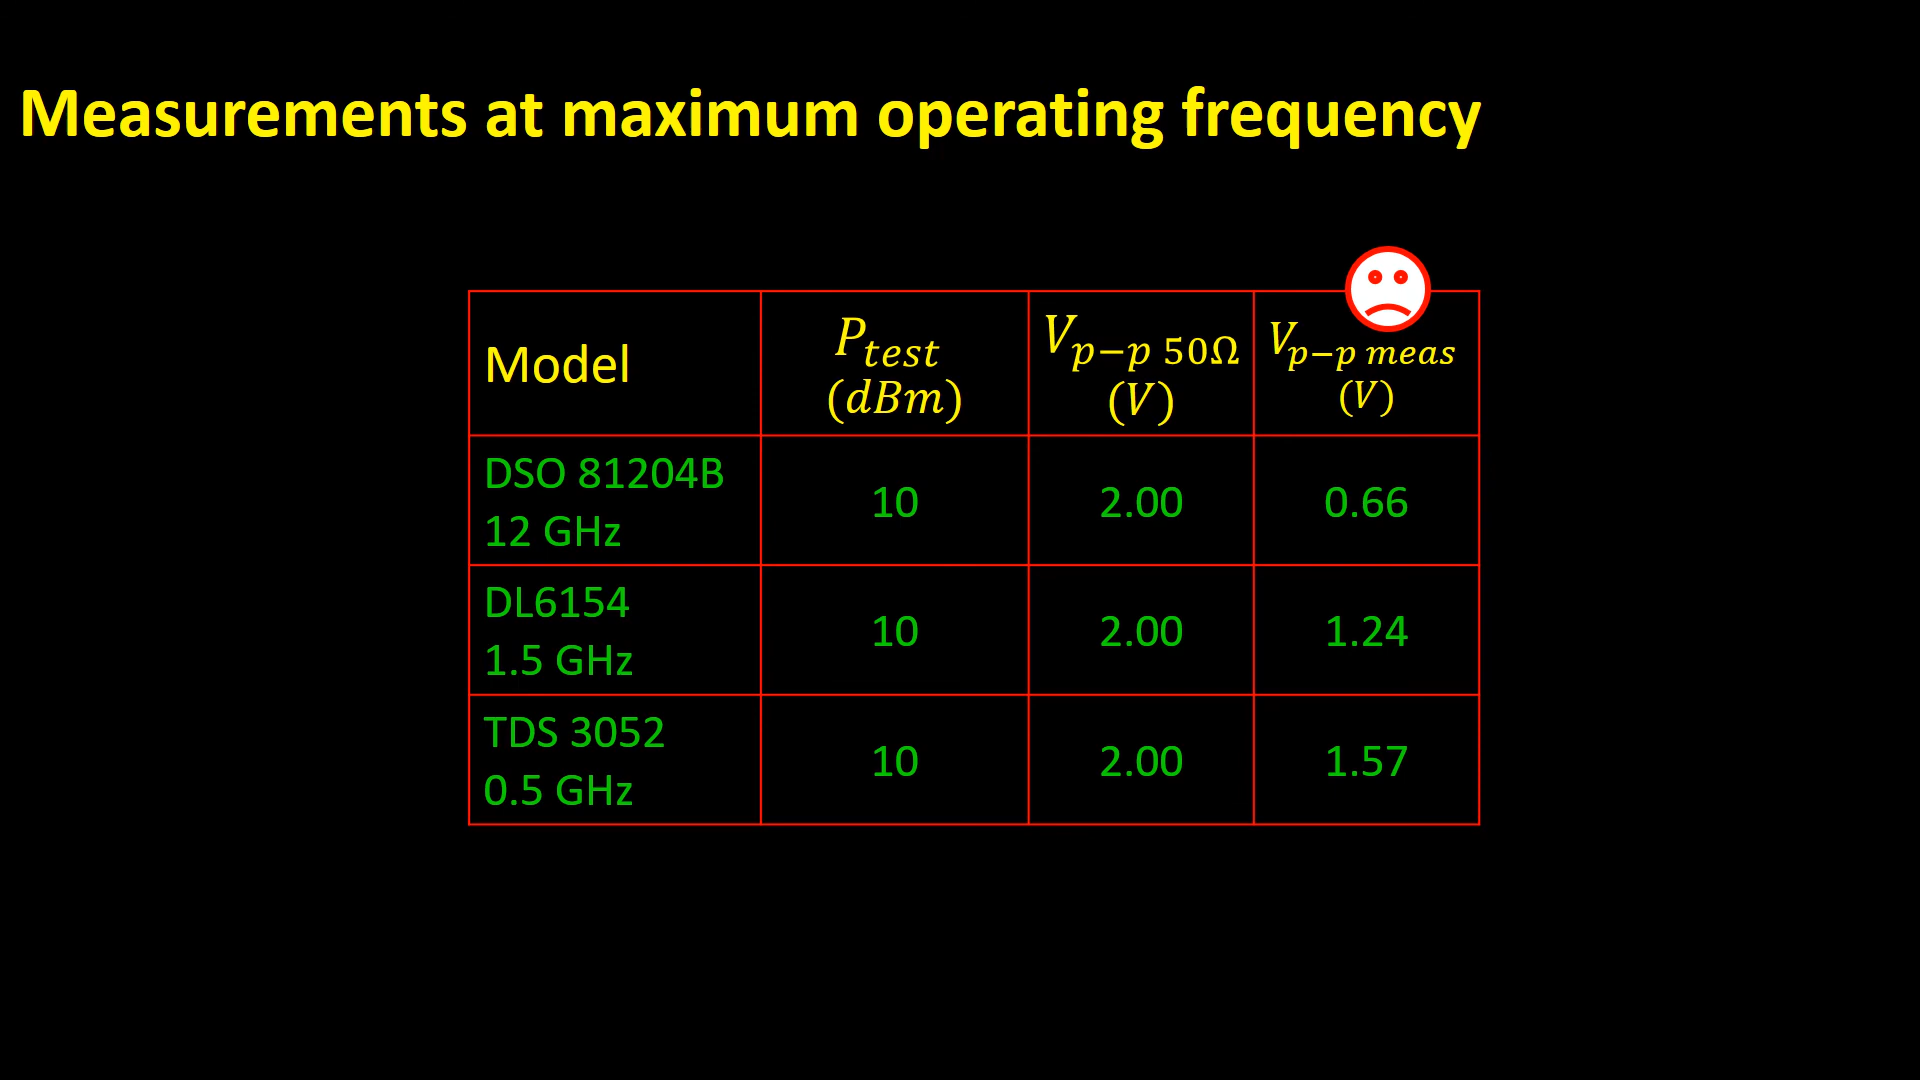 Measurements at maximum operating frequency
Model
P_test
(dBm)
V_p−p 50Ω
(V)
V_p−p meas
(V)
DSO 81204B
12 GHz
10
2.00
0.66
DL6154
1.5 GHz
10
2.00
1.24
TDS 3052
0.5 GHz
10
2.00
1.57